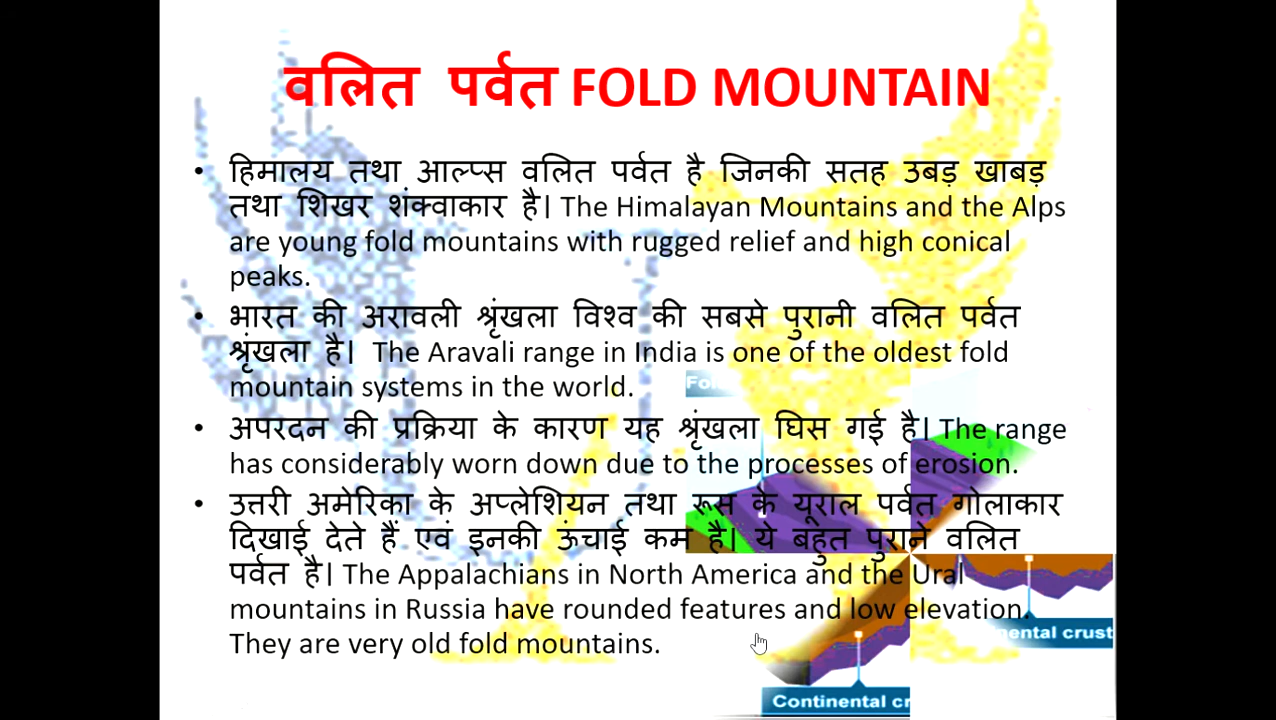 वलित पर्वत FOLD MOUNTAIN
• हिमालय तथा आल्प्स वलित पर्वत है जिनकी सतह उबड़ खाबड़
तथा शिखर शंक्वाकार है। The Himalayan Mountains and the Alps
are young fold mountains with rugged relief and high conical
peaks.
• भारत की अरावली श्रृंखला विश्व की सबसे पुरानी वलित पर्वत
श्रृंखला है। The Aravali range in India is one of the oldest fold
mountain systems in the world.
• अपरदन की प्रक्रिया के कारण यह श्रृंखला घिस गई है। The range
has considerably worn down due to the processes of erosion.
• उत्तरी अमेरिका के अप्लेशियन तथा रूस के यूराल पर्वत गोलाकार
दिखाई देते हैं एवं इनकी ऊंचाई कम है। ये बहुत पुराने वलित
पर्वत है। The Appalachians in North America and the Ural
mountains in Russia have rounded features and low elevation.
They are very old fold mountains.
crust
Continental